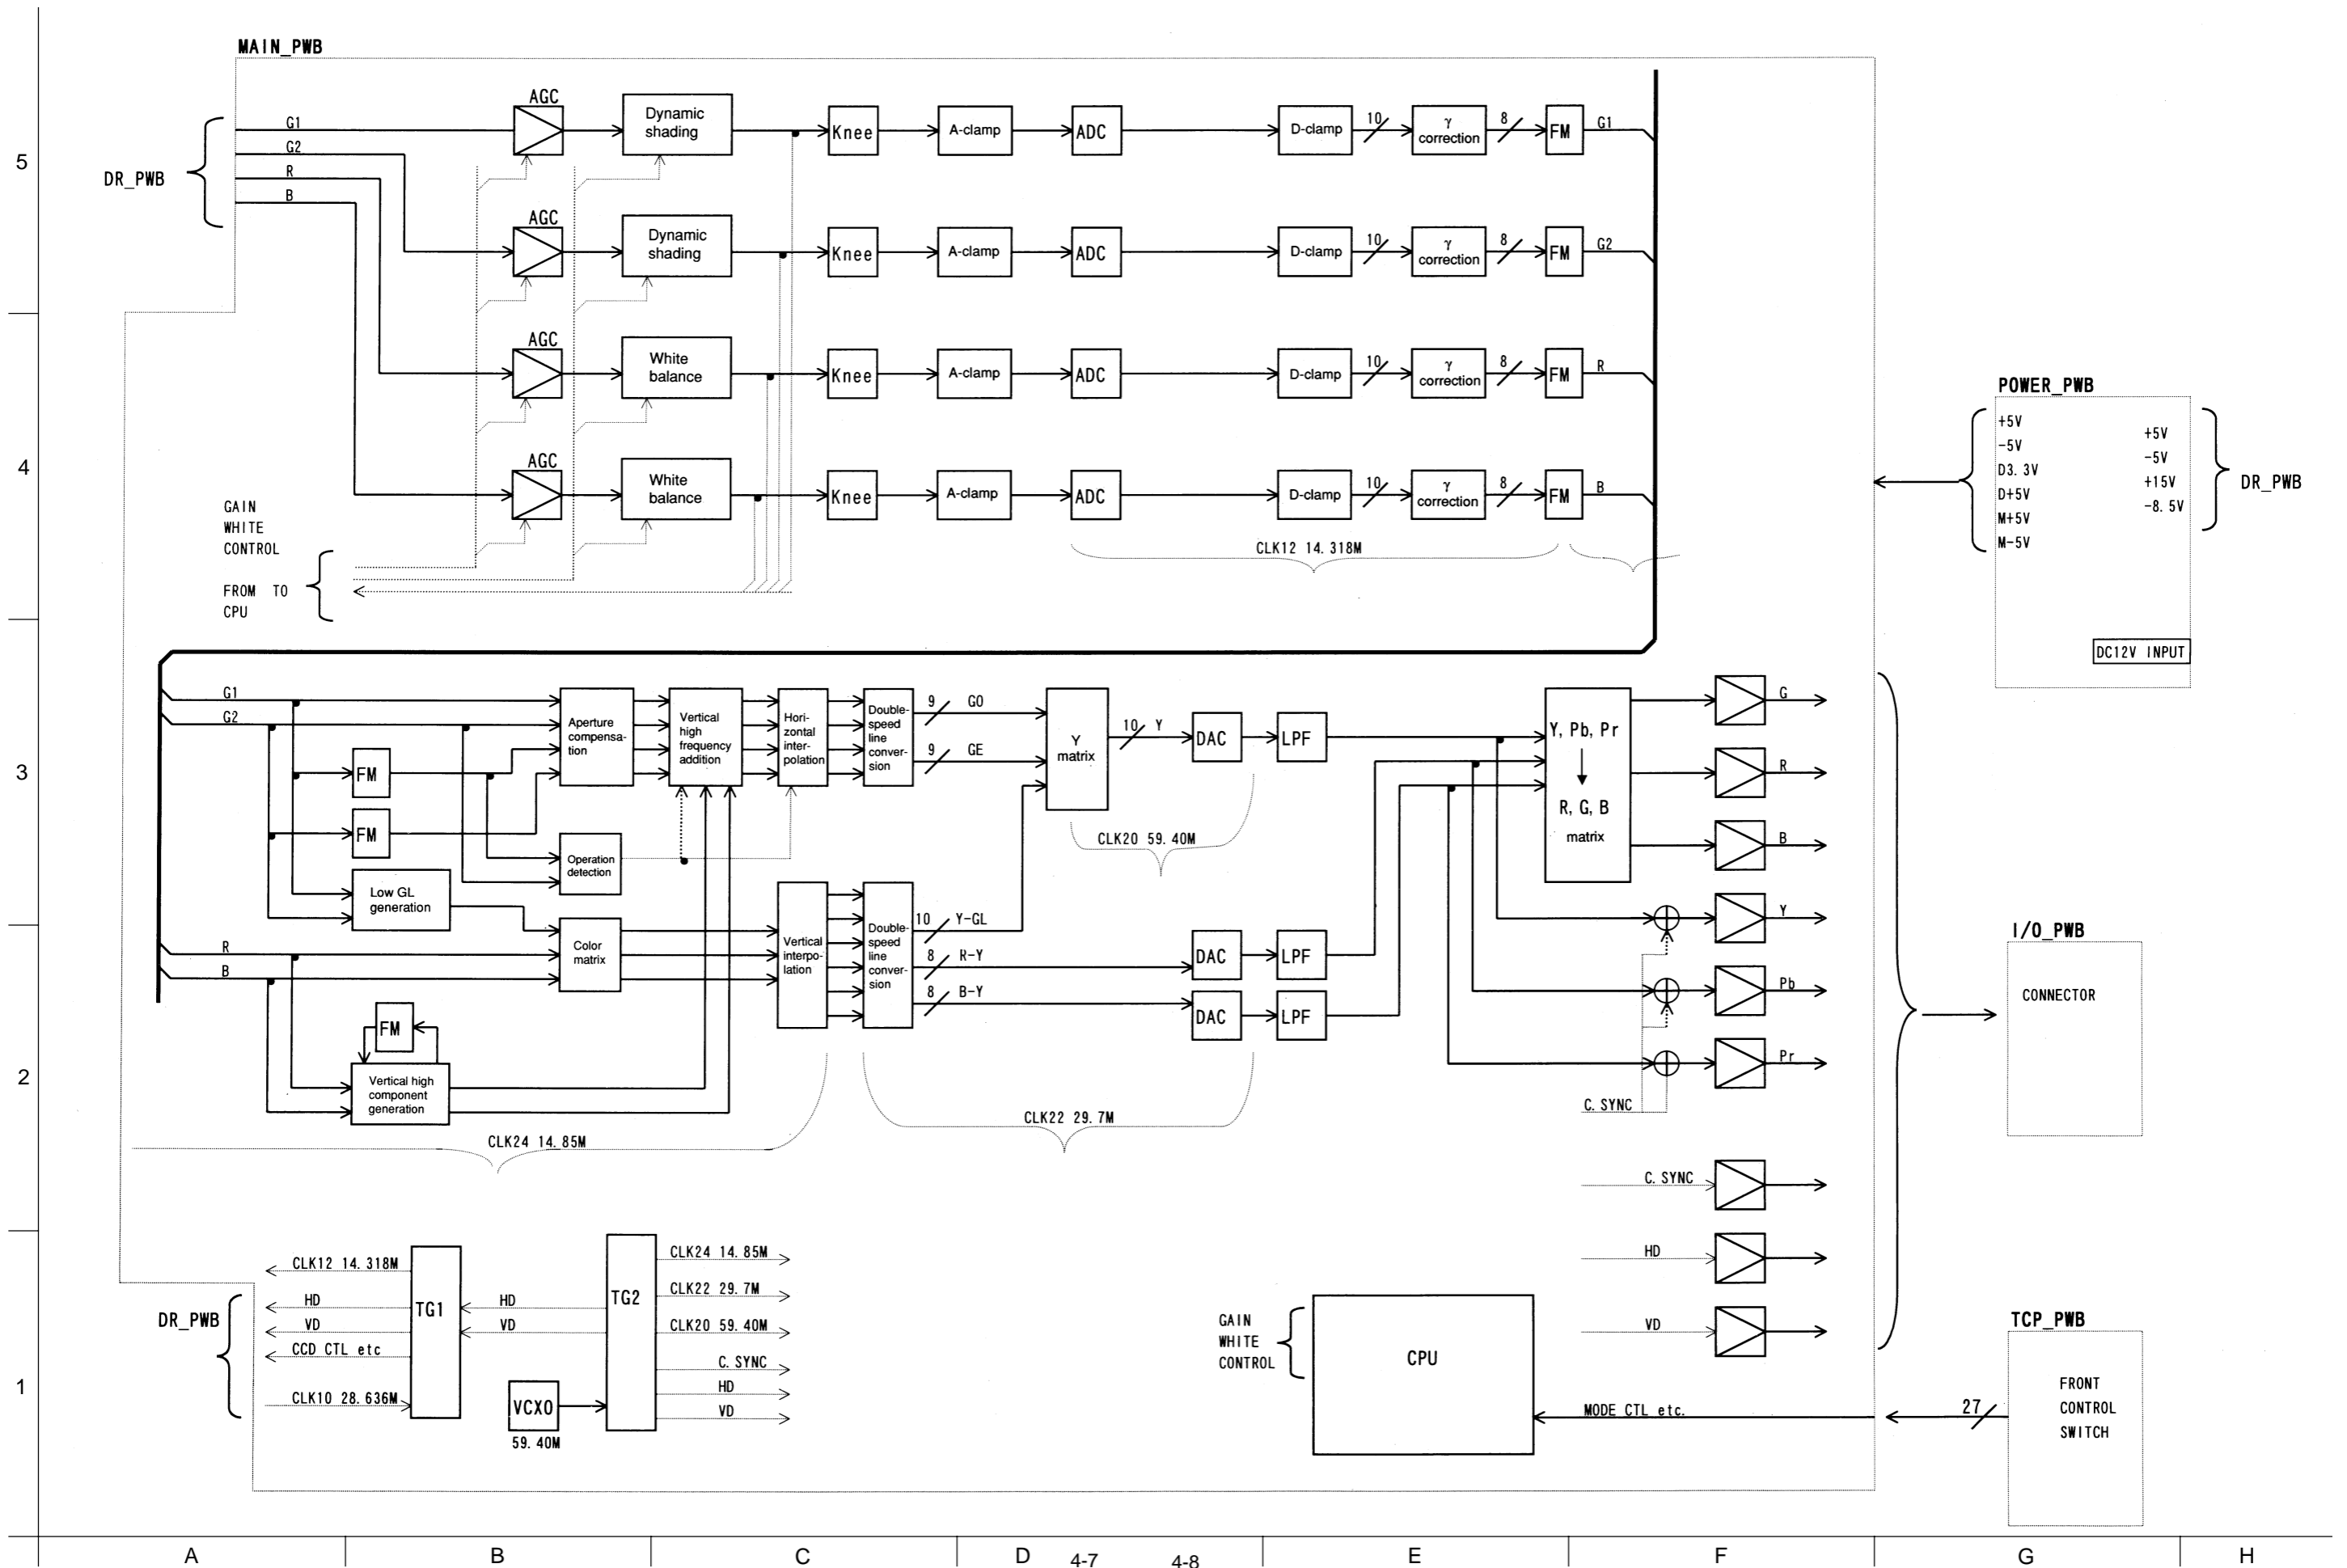 MAIN_PWB
5
DR_PWB
G1
G2
R
B
AGC
Dynamic
shading
Knee
A-clamp
ADC
D-clamp
10
γ
correction
8
FM
G1
AGC
Dynamic
shading
Knee
A-clamp
ADC
D-clamp
10
γ
correction
8
FM
G2
AGC
White
balance
Knee
A-clamp
ADC
D-clamp
10
γ
correction
8
FM
R
4
AGC
White
balance
Knee
A-clamp
ADC
D-clamp
10
γ
correction
8
FM
B
GAIN
WHITE
CONTROL
FROM TO
CPU
CLK12 14.318M
POWER_PWB
+5V
-5V
D3.3V
D+5V
M+5V
M-5V
+5V
-5V
+15V
-8.5V
DR_PWB
DC12V INPUT
3
G1
G2
FM
FM
Low GL
generation
Aperture
compensa-
tion
Operation
detection
Vertical
high
frequency
addition
Hori-
zontal
inter-
polation
Double-
speed
line
conver-
sion
9
GO
9
GE
Y
matrix
10
Y
DAC
LPF
CLK20 59.40M
Y, Pb, Pr
R, G, B
matrix
G
R
B
Y
Pb
Pr
R
B
Color
matrix
Vertical
interpo-
lation
Double-
speed
line
conver-
sion
10
Y-GL
8
R-Y
8
B-Y
DAC
LPF
DAC
LPF
2
FM
Vertical high
component
generation
CLK24 14.85M
CLK22 29.7M
C.SYNC
C.SYNC
HD
VD
I/O_PWB
CONNECTOR
1
DR_PWB
CLK12 14.318M
HD
VD
CCD CTL etc
CLK10 28.636M
TG1
HD
VD
VCXO
59.40M
TG2
CLK24 14.85M
CLK22 29.7M
CLK20 59.40M
C.SYNC
HD
VD
GAIN
WHITE
CONTROL
CPU
MODE CTL etc.
27
TCP_PWB
FRONT
CONTROL
SWITCH
A
B
C
D
4-7
4-8
E
F
G
H